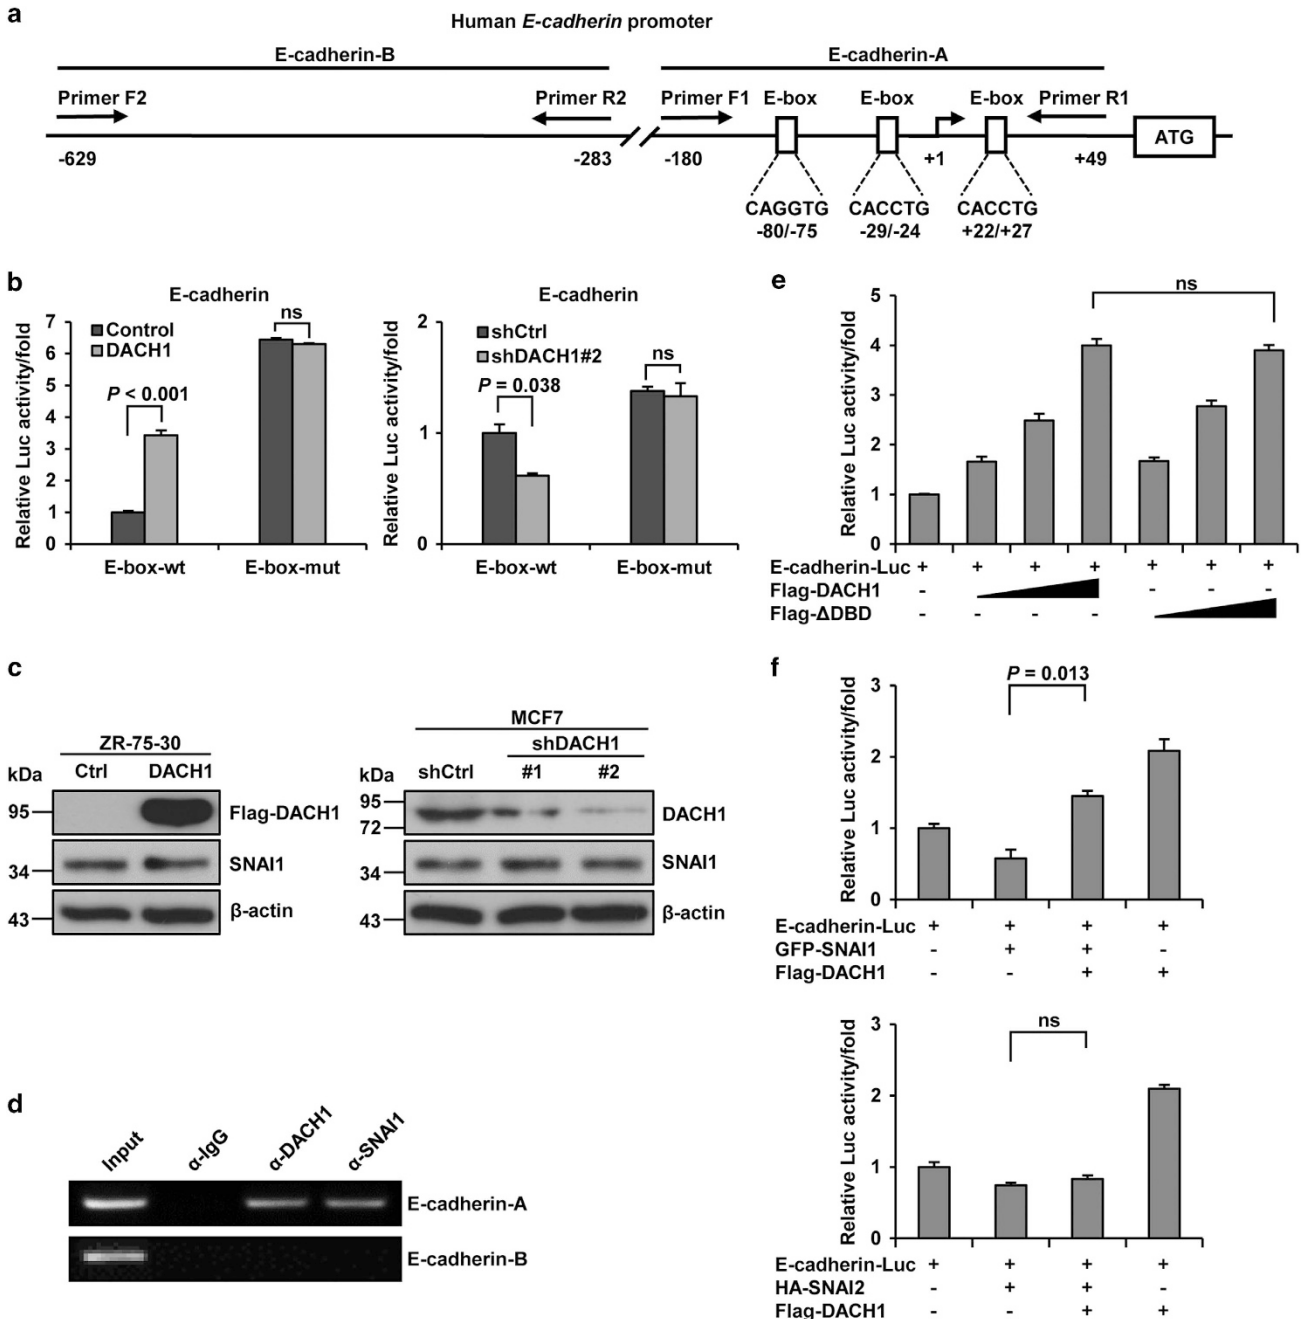 a
Human E-cadherin promoter
E-cadherin-B
E-cadherin-A
Primer F2
Primer R2
Primer F1
E-box
E-box
E-box
Primer R1
-629
-283
-180
+1
+49
ATG
CAGGTG
CACCTG
CACCTG
-80/-75
-29/-24
+22/+27
b
E-cadherin
Relative Luc activity/fold
7
6
5
4
3
2
1
0
Control
DACH1
P < 0.001
ns
E-box-wt
E-box-mut
E-cadherin
Relative Luc activity/fold
2
1
0
shCtrl
shDACH1#2
P = 0.038
ns
E-box-wt
E-box-mut
c
ZR-75-30
kDa
Ctrl
DACH1
95
Flag-DACH1
34
SNAI1
43
β-actin
MCF7
shDACH1
kDa
shCtrl
#1
#2
95
72
DACH1
34
SNAI1
43
β-actin
d
Input
α-IgG
α-DACH1
α-SNAI1
E-cadherin-A
E-cadherin-B
e
Relative Luc activity/fold
5
4
3
2
1
0
ns
E-cadherin-Luc + + + + + + +
Flag-DACH1 - - - -
Flag-ΔDBD - - - -
f
Relative Luc activity/fold
3
2
1
0
P = 0.013
E-cadherin-Luc + + + +
GFP-SNAI1 - + + -
Flag-DACH1 - - + +
Relative Luc activity/fold
3
2
1
0
ns
E-cadherin-Luc + + + +
HA-SNAI2 - + + -
Flag-DACH1 - - + +